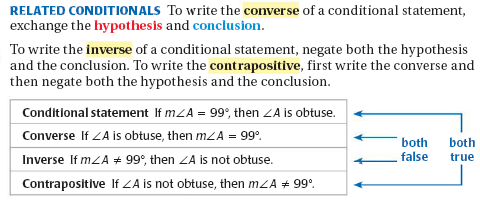 RELATED CONDITIONALS To write the converse of a conditional statement,
exchange the hypothesis and conclusion.
To write the inverse of a conditional statement, negate both the hypothesis
and the conclusion. To write the contrapositive, first write the converse and
then negate both the hypothesis and the conclusion.
Conditional statement If m∠A = 99°, then ∠A is obtuse.
Converse If ∠A is obtuse, then m∠A = 99°.
Inverse If m∠A ≠ 99°, then ∠A is not obtuse.
Contrapositive If ∠A is not obtuse, then m∠A ≠ 99°.
both
false
both
true